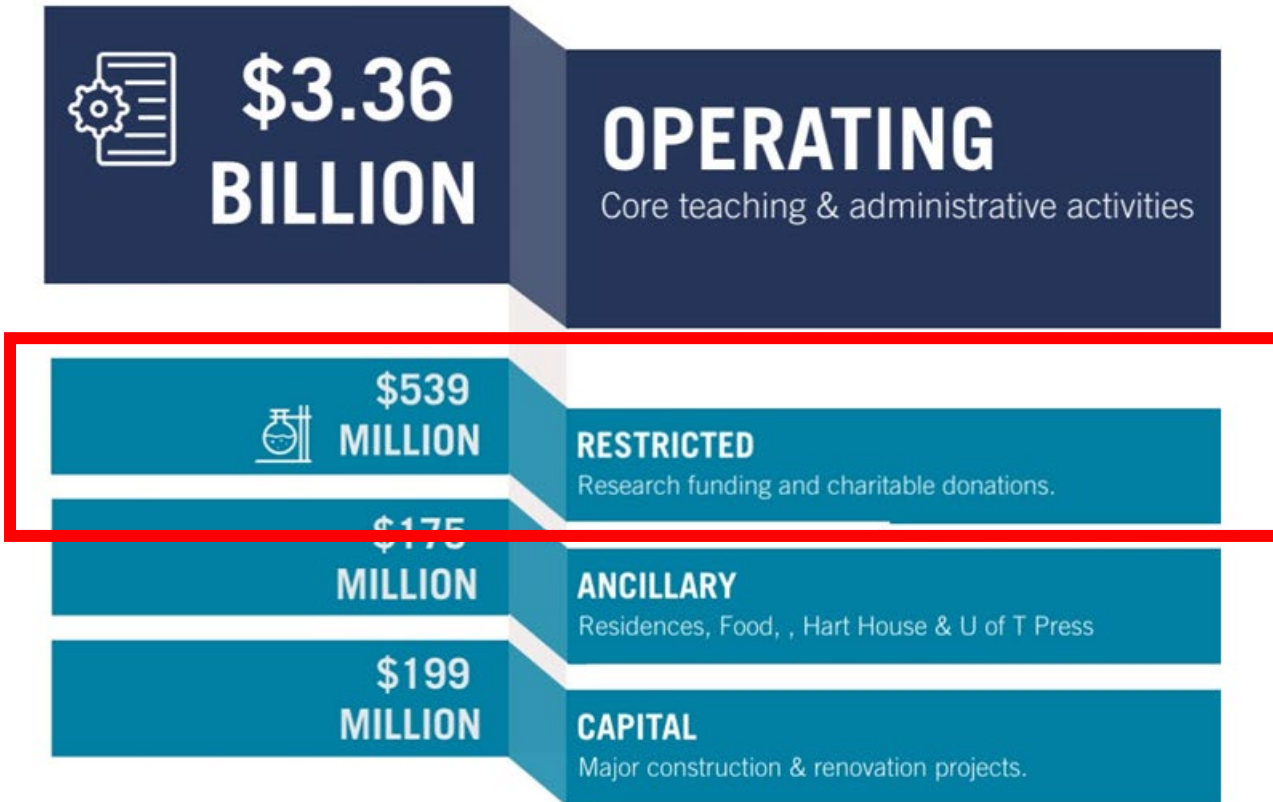 $3.36
BILLION
OPERATING
Core teaching & administrative activities
$539
MILLION
RESTRICTED
Research funding and charitable donations.
$175
MILLION
ANCILLARY
Residences, Food, , Hart House & U of T Press
$199
MILLION
CAPITAL
Major construction & renovation projects.